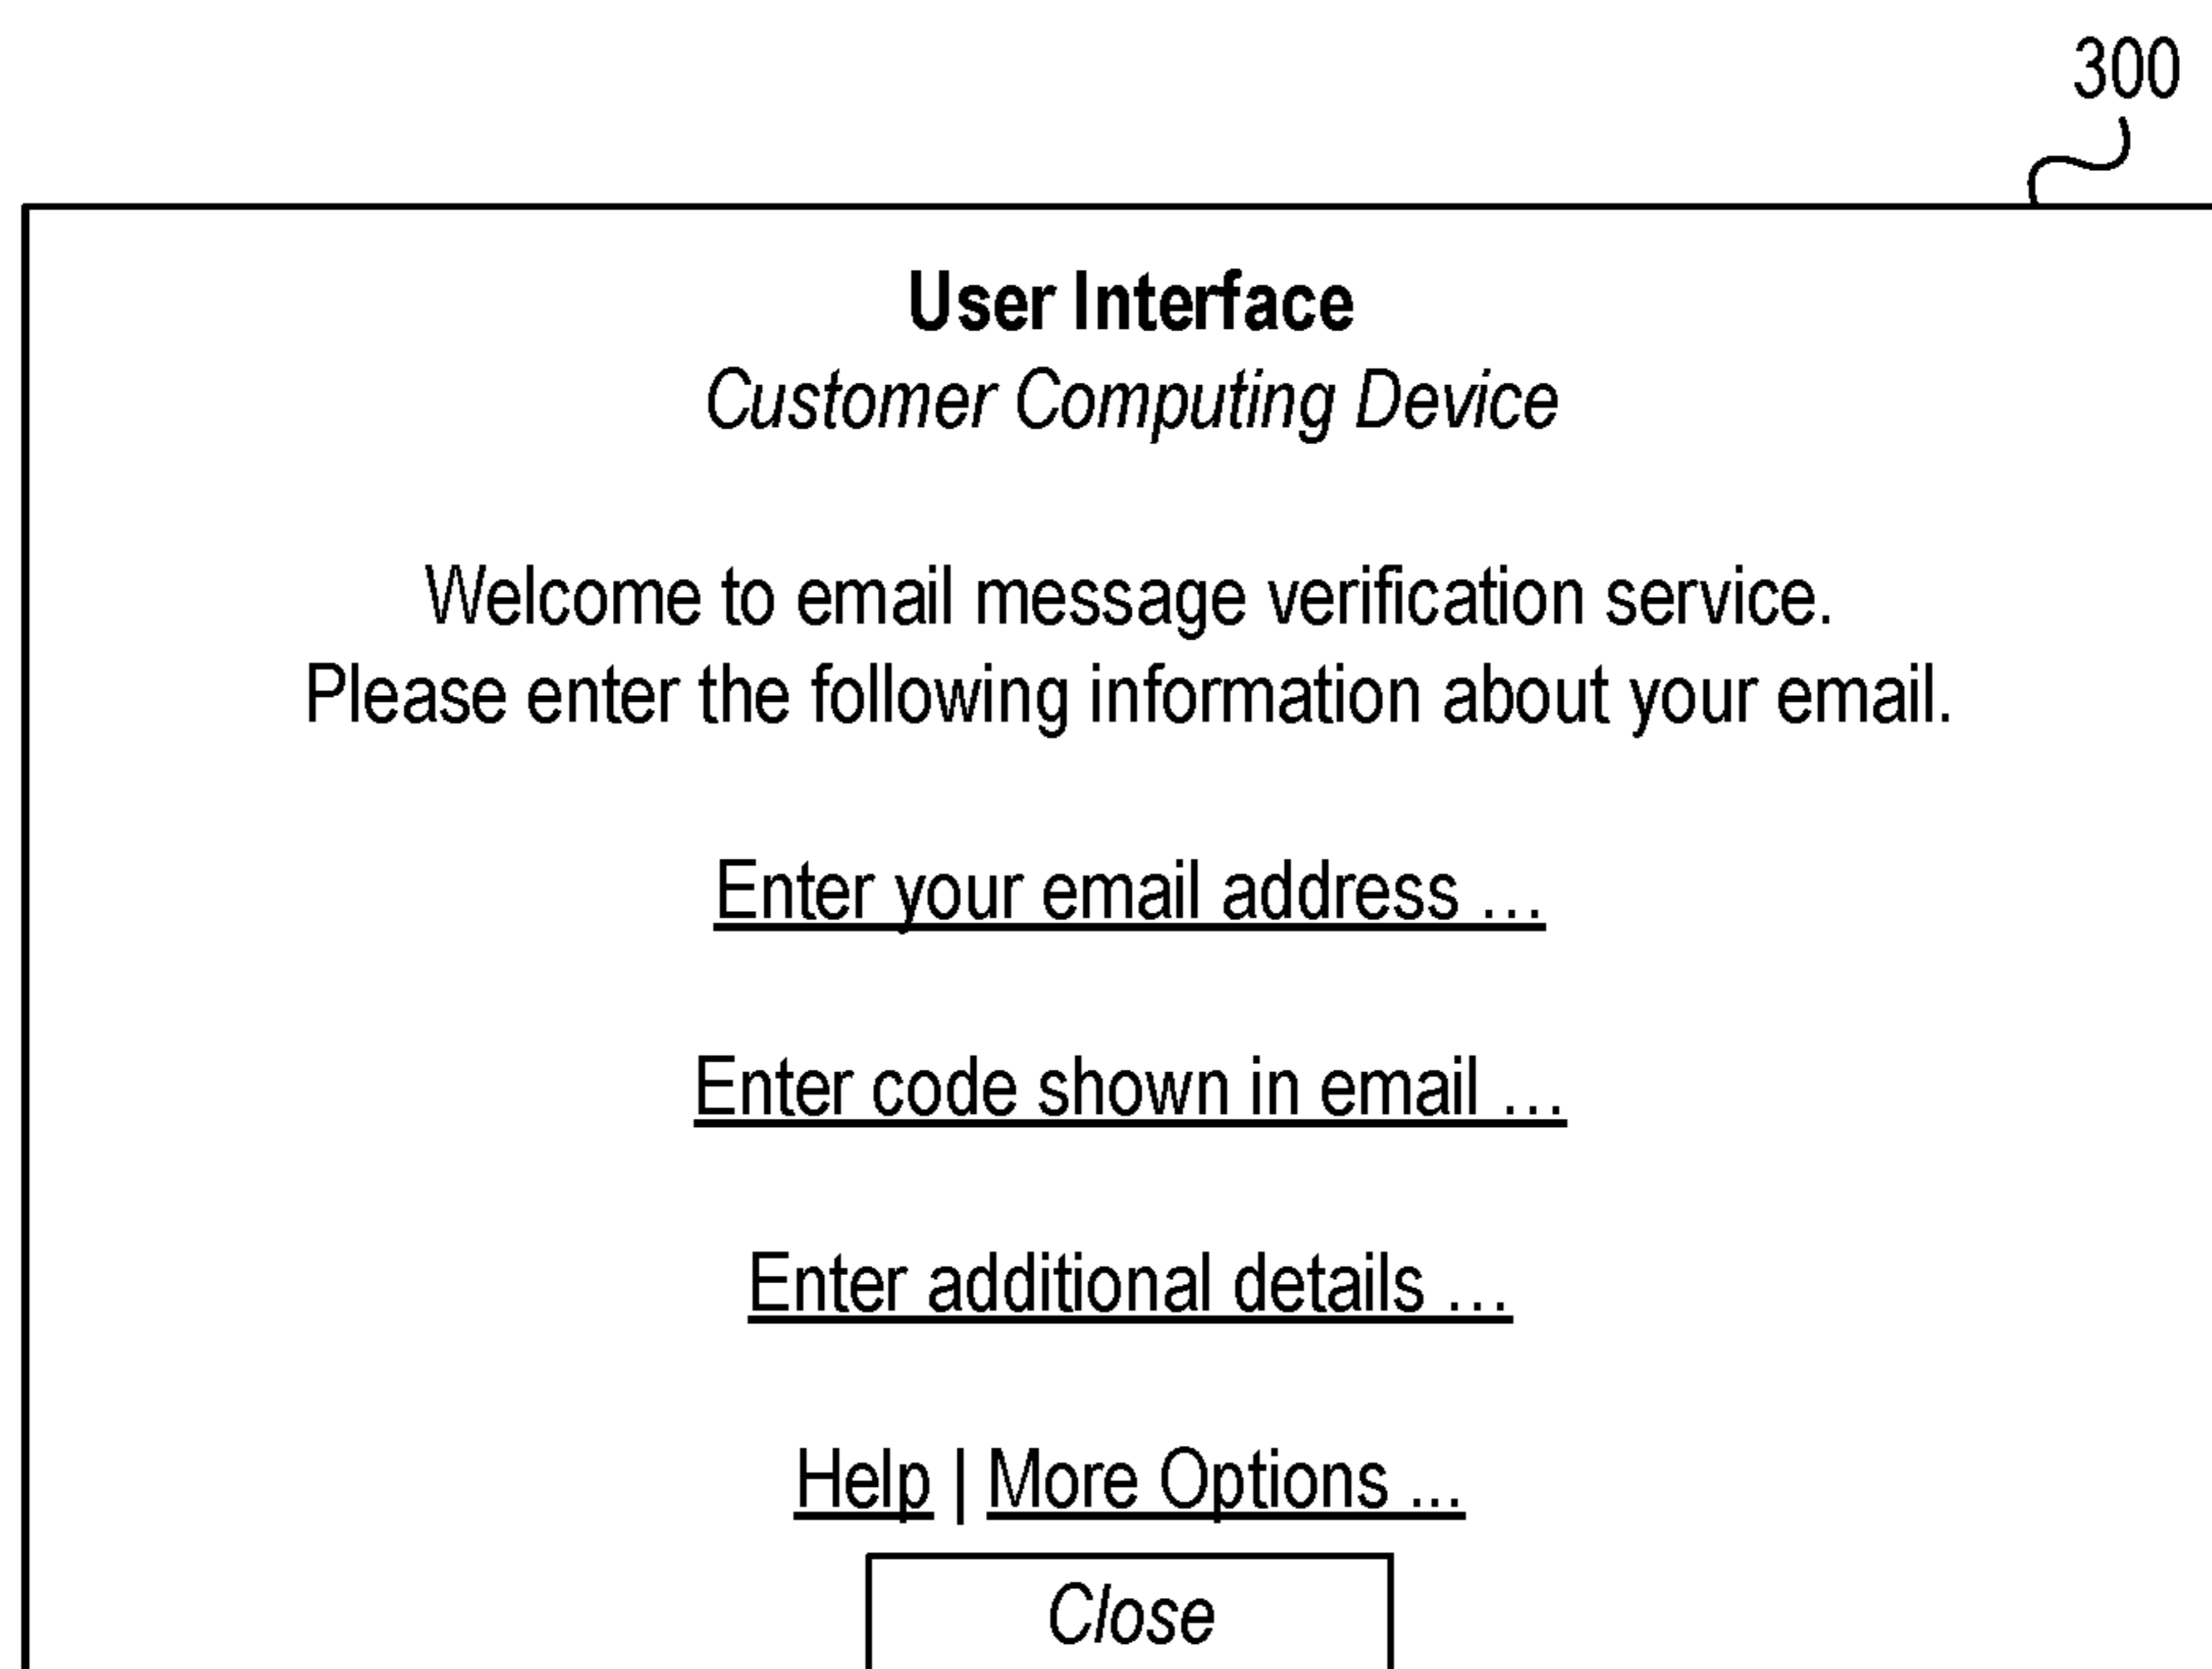 300
User Interface
Customer Computing Device
Welcome to email message verification service.
Please enter the following information about your email.
Enter your email address ...
Enter code shown in email ...
Enter additional details ...
Help | More Options ...
Close